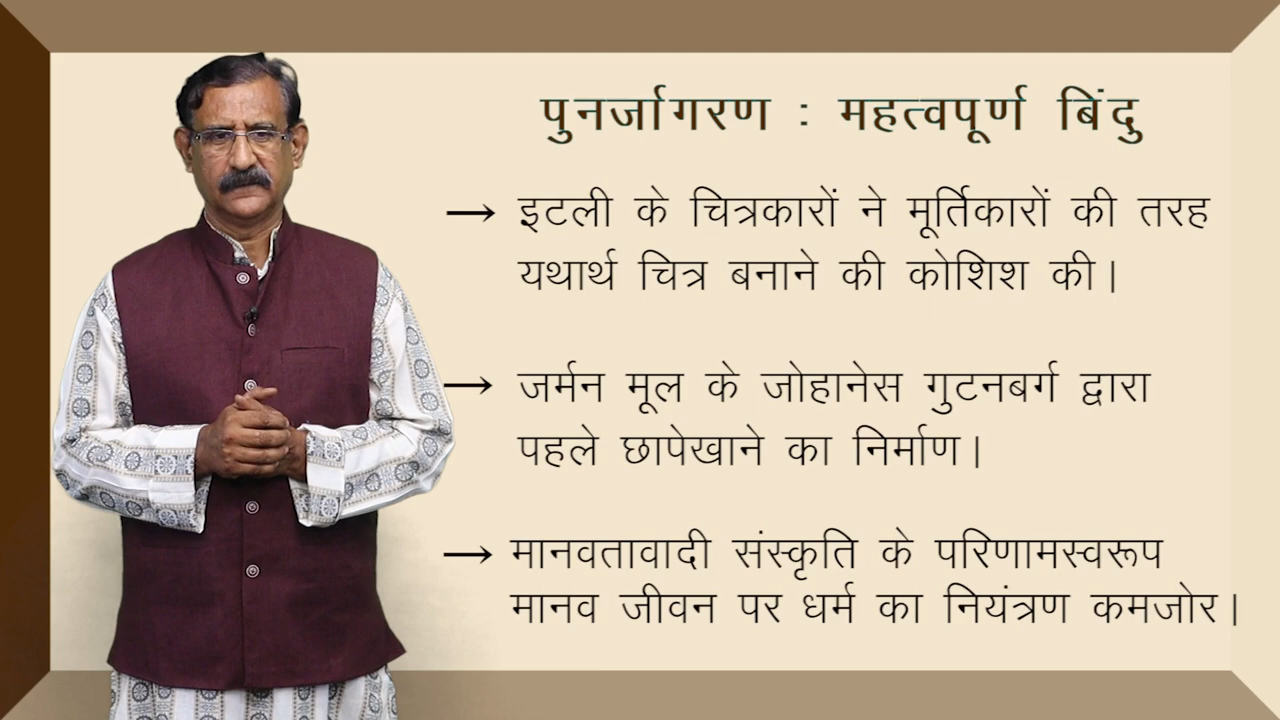 पुनर्जागरण : महत्वपूर्ण बिंदु
→ इटली के चित्रकारों ने मूर्तिकारों की तरह
यथार्थ चित्र बनाने की कोशिश की।
→ जर्मन मूल के जोहानेस गुटनबर्ग द्वारा
पहले छापेखाने का निर्माण।
→ मानवतावादी संस्कृति के परिणामस्वरूप
मानव जीवन पर धर्म का नियंत्रण कमजोर।